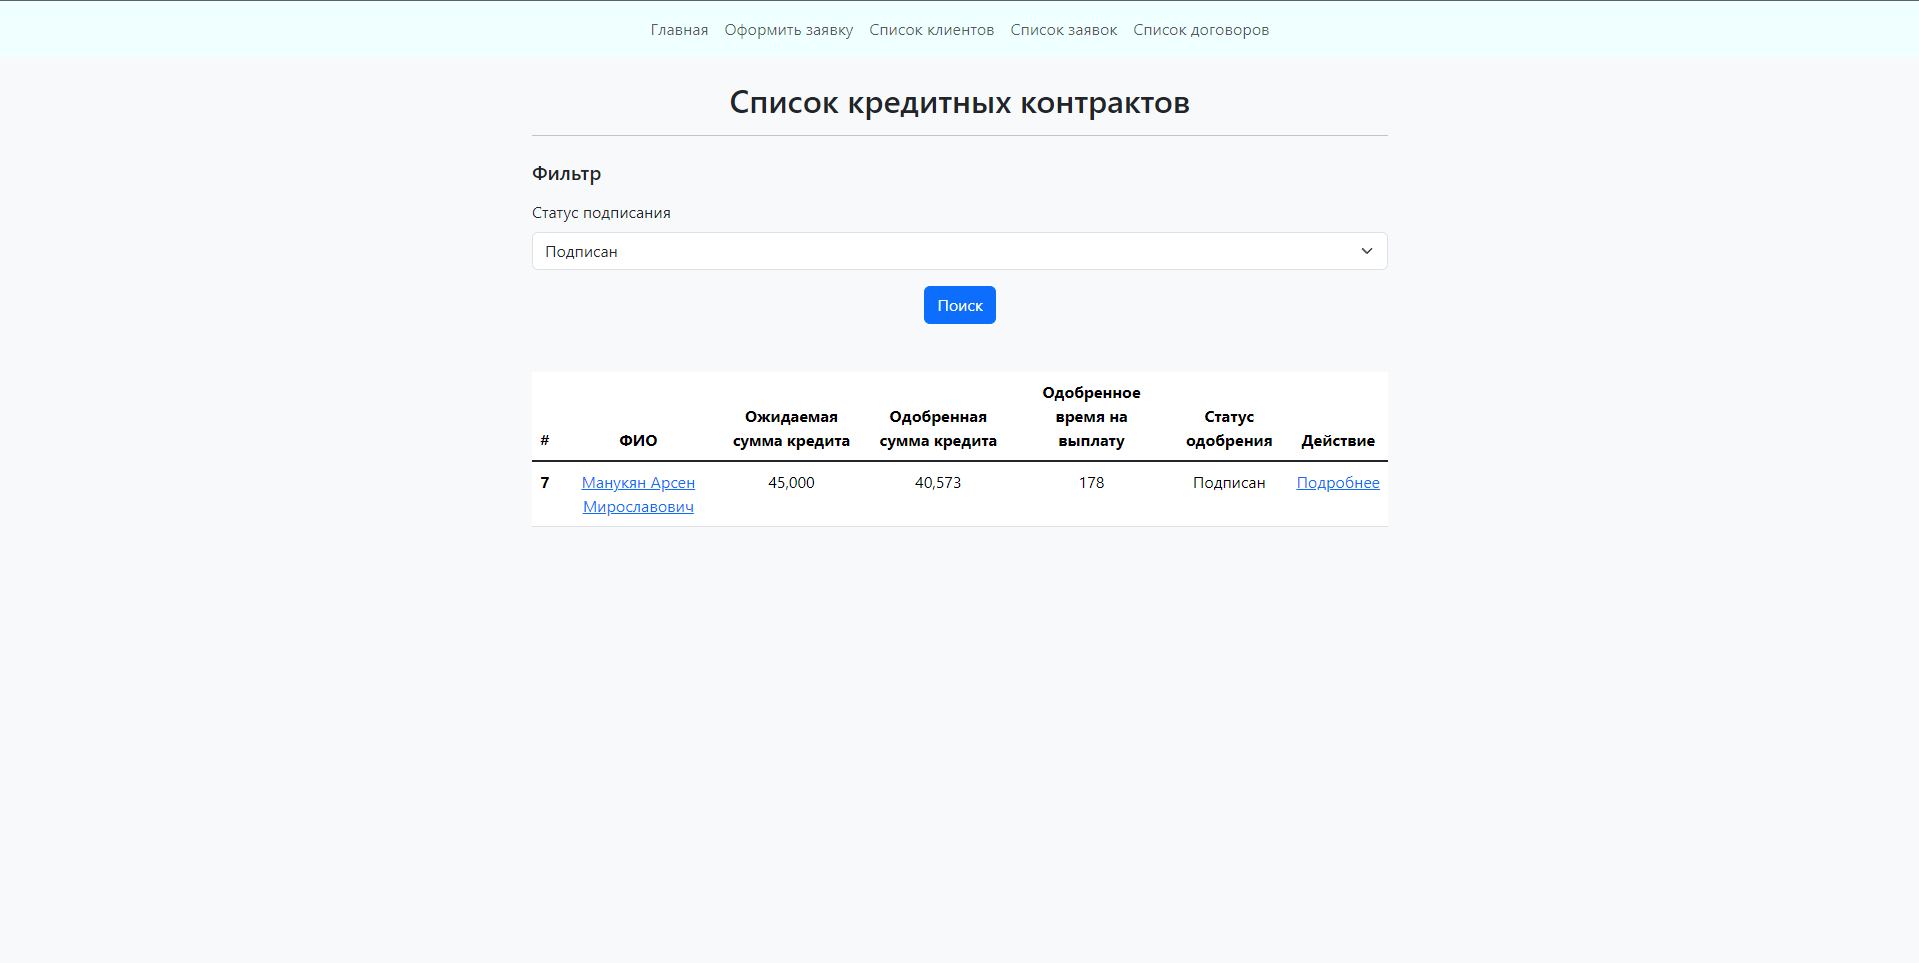 Главная Оформить заявку Список клиентов Список заявок Список договоров
Список кредитных контрактов
Фильтр
Статус подписания
Подписан
Поиск
# ФИО Ожидаемая сумма кредита Одобренная сумма кредита Одобренное время на выплату Статус одобрения Действие
7 Манукян Арсен Мирославович 45,000 40,573 178 Подписан Подробнее